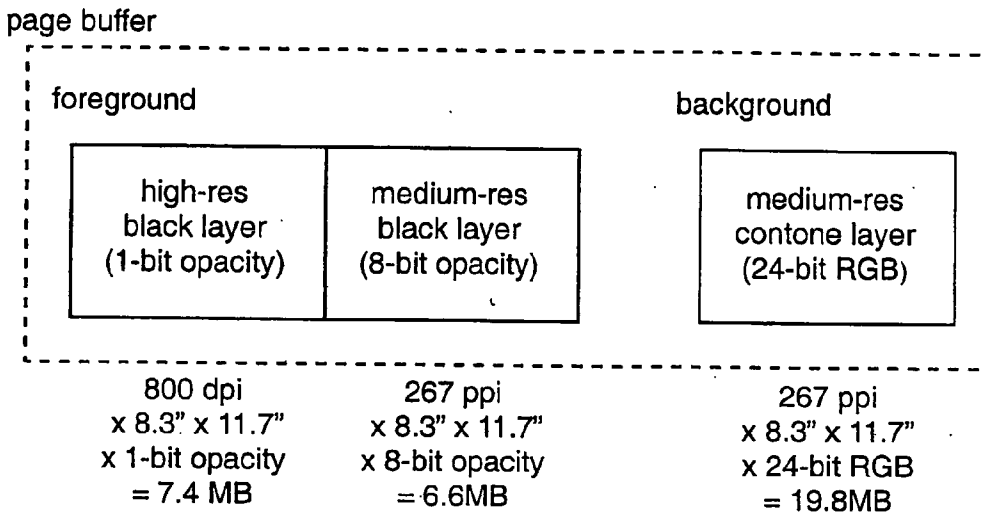 page buffer
foreground
background
high-res
black layer
(1-bit opacity)
medium-res
black layer
(8-bit opacity)
medium-res
contone layer
(24-bit RGB)
800 dpi
x 8.3" x 11.7"
x 1-bit opacity
= 7.4 MB
267 ppi
x 8.3" x 11.7"
x 8-bit opacity
= 6.6MB
267 ppi
x 8.3" x 11.7"
x 24-bit RGB
= 19.8MB